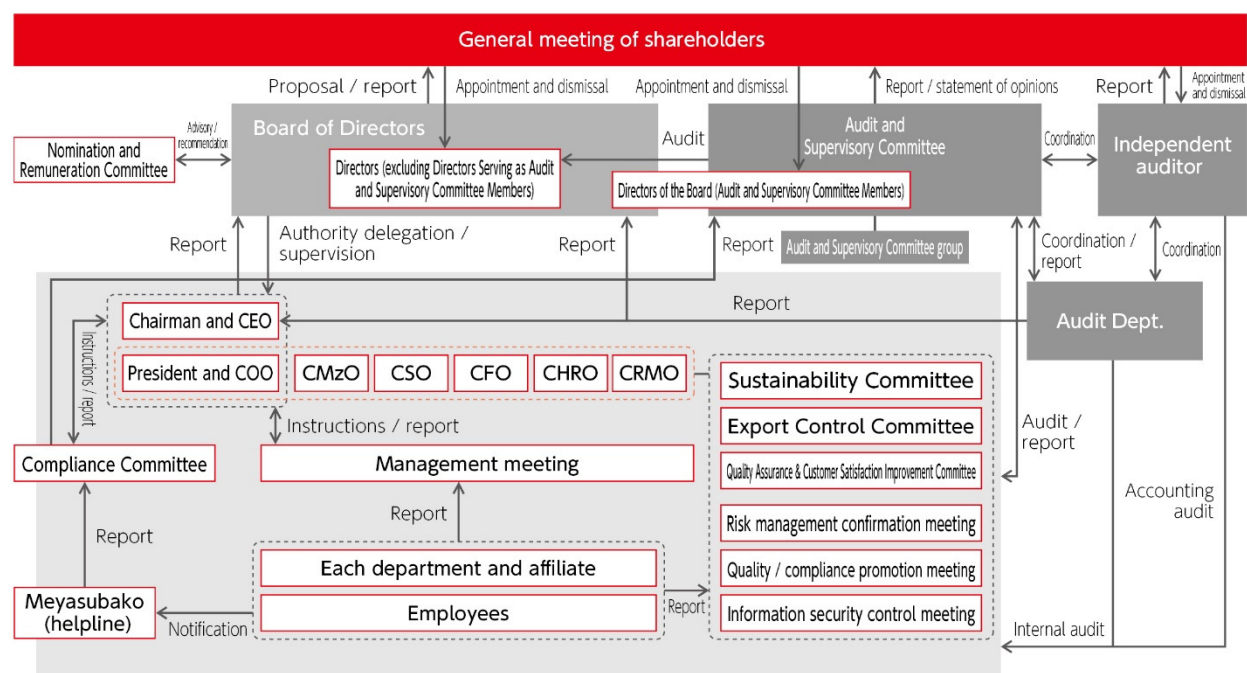 General meeting of shareholders
Proposal / report
Appointment and dismissal
Appointment and dismissal
Report / statement of opinions
Report
Appointment
and dismissal
Advisory /
recommendation
Nomination and
Remuneration Committee
Board of Directors
Directors (excluding Directors Serving as Audit
and Supervisory Committee Members)
Audit
Audit and
Supervisory Committee
Directors of the Board (Audit and Supervisory Committee Members)
Coordination
Independent
auditor
Report
Authority delegation /
supervision
Report
Report
Audit and Supervisory Committee group
Coordination /
report
Coordination
Audit Dept.
Report
Instructions /
report
Chairman and CEO
President and COO
CMzO
CSO
CFO
CHRO
CRMO
Sustainability Committee
Export Control Committee
Quality Assurance & Customer Satisfaction Improvement Committee
Risk management confirmation meeting
Quality / compliance promotion meeting
Information security control meeting
Instructions / report
Compliance Committee
Management meeting
Audit /
report
Accounting
audit
Report
Report
Each department and affiliate
Employees
Meyasubako
(helpline)
Notification
Report
Internal audit